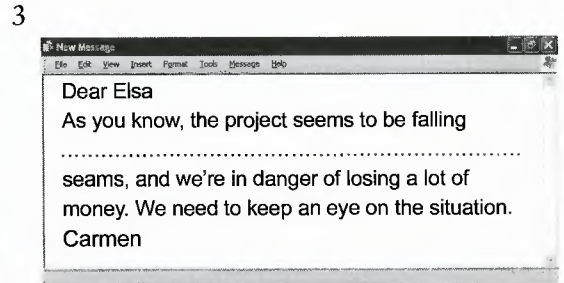 3
New Message
File Edit View Insert Format Tools Message Help
Dear Elsa
As you know, the project seems to be falling
................................................................................
seams, and we're in danger of losing a lot of
money. We need to keep an eye on the situation.
Carmen